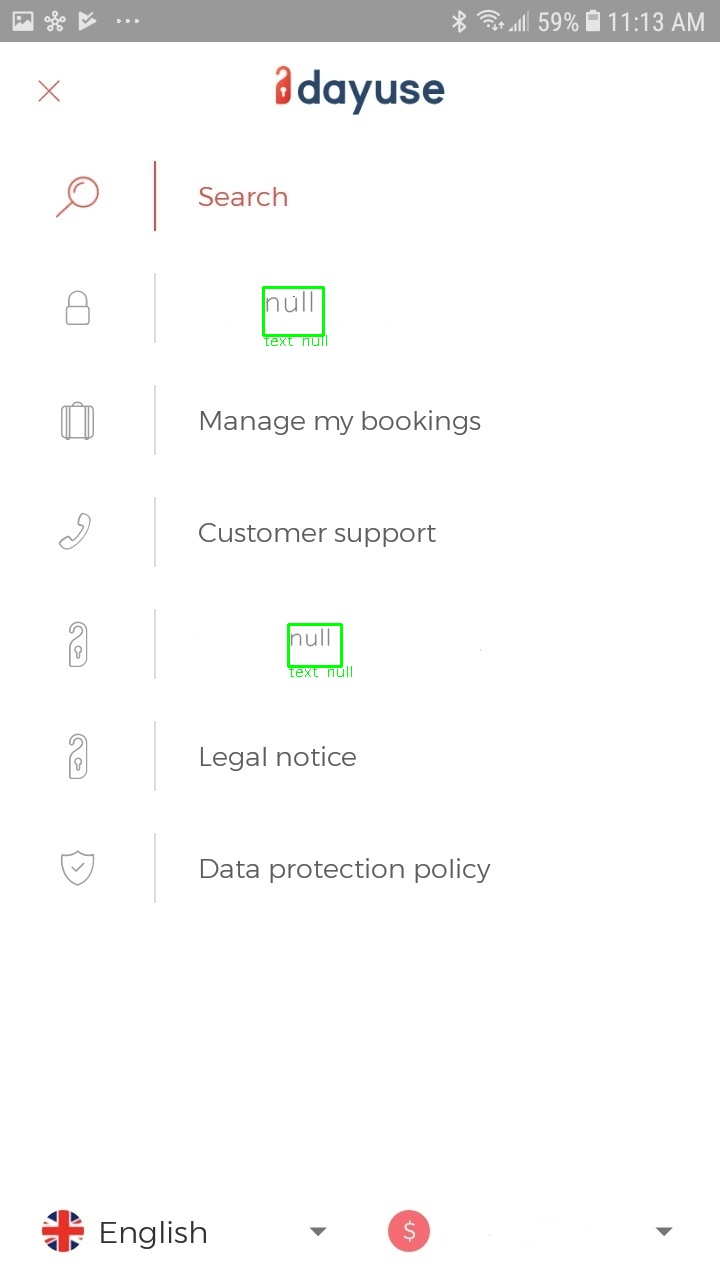 59% 11:13 AM
dayuse
Search
null
text null
Manage my bookings
Customer support
null
text null
Legal notice
Data protection policy
English $